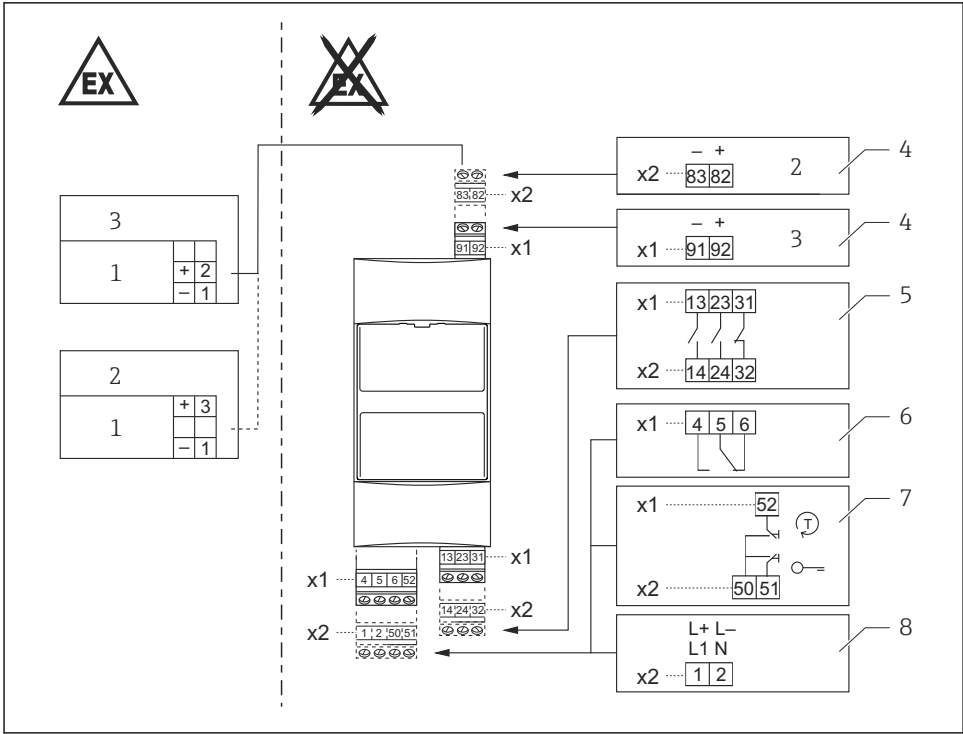 EX
EX
– +
x2 83 82 2
4
83 82 x2
– +
x1 91 92 3
4
91 92 x1
3
1
+ 2
– 1
x1 13 23 31
5
x2 14 24 32
2
1
+ 3
– 1
x1 4 5 6
6
x1 52
7
T
x2 50 51
13 23 31 x1
x1 4 5 6 52
14 24 32 x2
x2 1 2 50 51
L+ L–
L1 N
8
x2 1 2